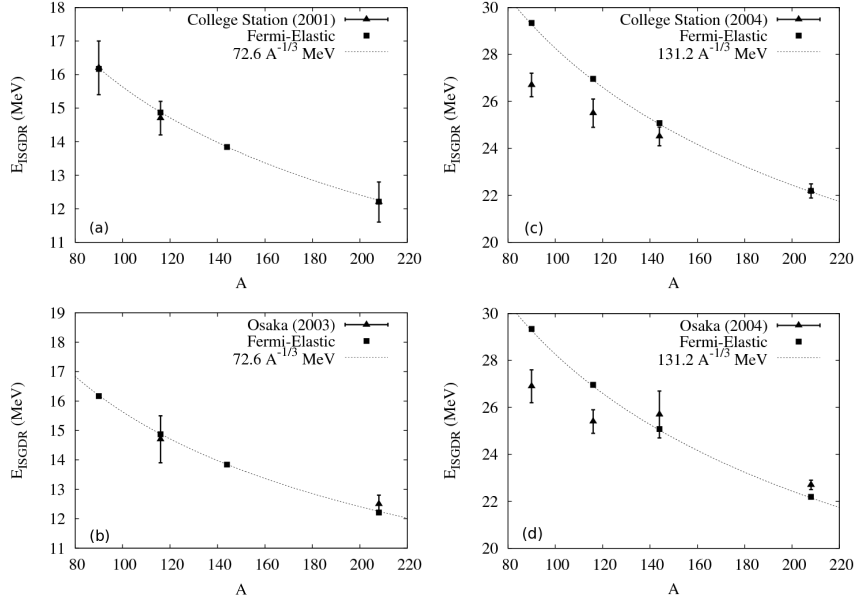 College Station (2001)
Fermi-Elastic
72.6 A^-1/3 MeV
18
17
16
15
14
13
12
11
E_ISGDR (MeV)
(a)
80 100 120 140 160 180 200 220
A
College Station (2004)
Fermi-Elastic
131.2 A^-1/3 MeV
30
28
26
24
22
20
E_ISGDR (MeV)
(c)
80 100 120 140 160 180 200 220
A
Osaka (2003)
Fermi-Elastic
72.6 A^-1/3 MeV
19
18
17
16
15
14
13
12
11
E_ISGDR (MeV)
(b)
80 100 120 140 160 180 200 220
A
Osaka (2004)
Fermi-Elastic
131.2 A^-1/3 MeV
30
28
26
24
22
20
E_ISGDR (MeV)
(d)
80 100 120 140 160 180 200 220
A